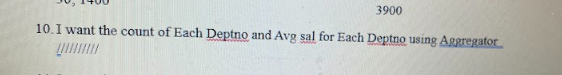 3900
10. I want the count of Each Deptno and Avg sal for Each Deptno using Aggregator
//////////